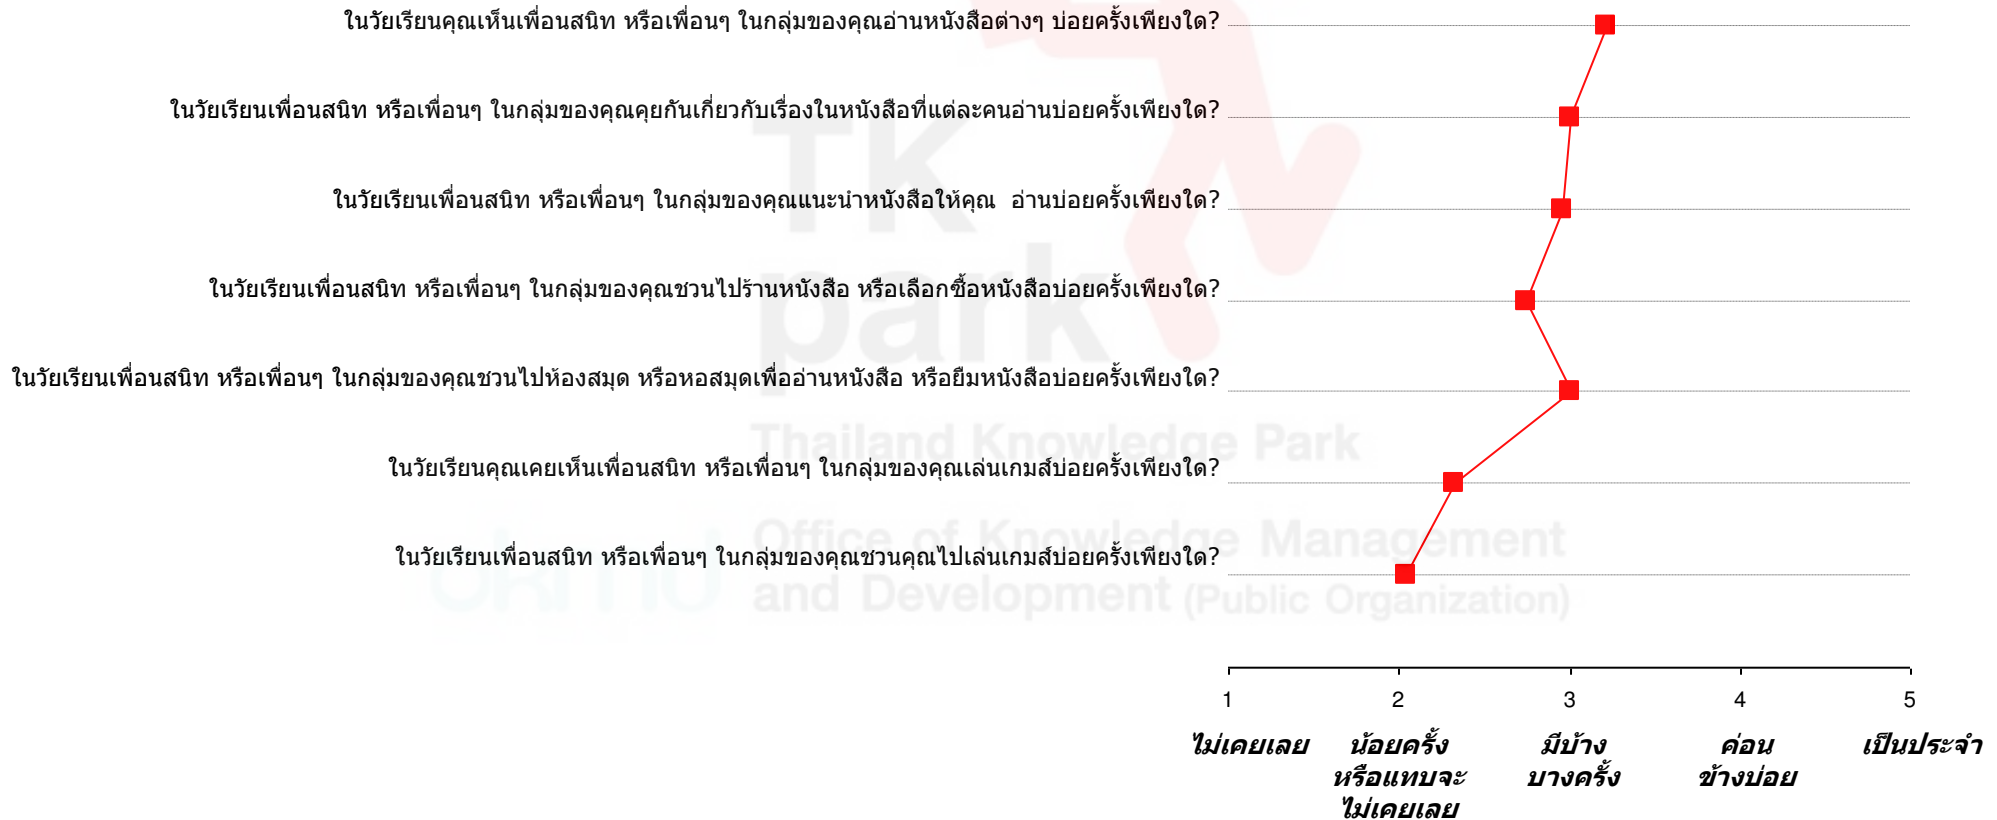 ในวัยเรียนคุณเห็นเพื่อนสนิท หรือเพื่อนๆ ในกลุ่มของคุณอ่านหนังสือต่างๆ บ่อยครั้งเพียงใด?
ในวัยเรียนเพื่อนสนิท หรือเพื่อนๆ ในกลุ่มของคุณคุยกันเกี่ยวกับเรื่องในหนังสือที่แต่ละคนอ่านบ่อยครั้งเพียงใด?
ในวัยเรียนเพื่อนสนิท หรือเพื่อนๆ ในกลุ่มของคุณแนะนำหนังสือให้คุณ อ่านบ่อยครั้งเพียงใด?
ในวัยเรียนเพื่อนสนิท หรือเพื่อนๆ ในกลุ่มของคุณชวนไปร้านหนังสือ หรือเลือกซื้อหนังสือบ่อยครั้งเพียงใด?
ในวัยเรียนเพื่อนสนิท หรือเพื่อนๆ ในกลุ่มของคุณชวนไปห้องสมุด หรือหอสมุดเพื่ออ่านหนังสือ หรือยืมหนังสือบ่อยครั้งเพียงใด?
ในวัยเรียนคุณเคยเห็นเพื่อนสนิท หรือเพื่อนๆ ในกลุ่มของคุณเล่นเกมส์บ่อยครั้งเพียงใด?
ในวัยเรียนเพื่อนสนิท หรือเพื่อนๆ ในกลุ่มของคุณชวนคุณไปเล่นเกมส์บ่อยครั้งเพียงใด?
TK
park
Thailand Knowledge Park
okmd
Office of Knowledge Management
and Development (Public Organization)
1 2 3 4 5
ไม่เคยเลย น้อยครั้ง มีบ้าง ค่อน เป็นประจำ
หรือแทบจะ บางครั้ง ข้างบ่อย
ไม่เคยเลย